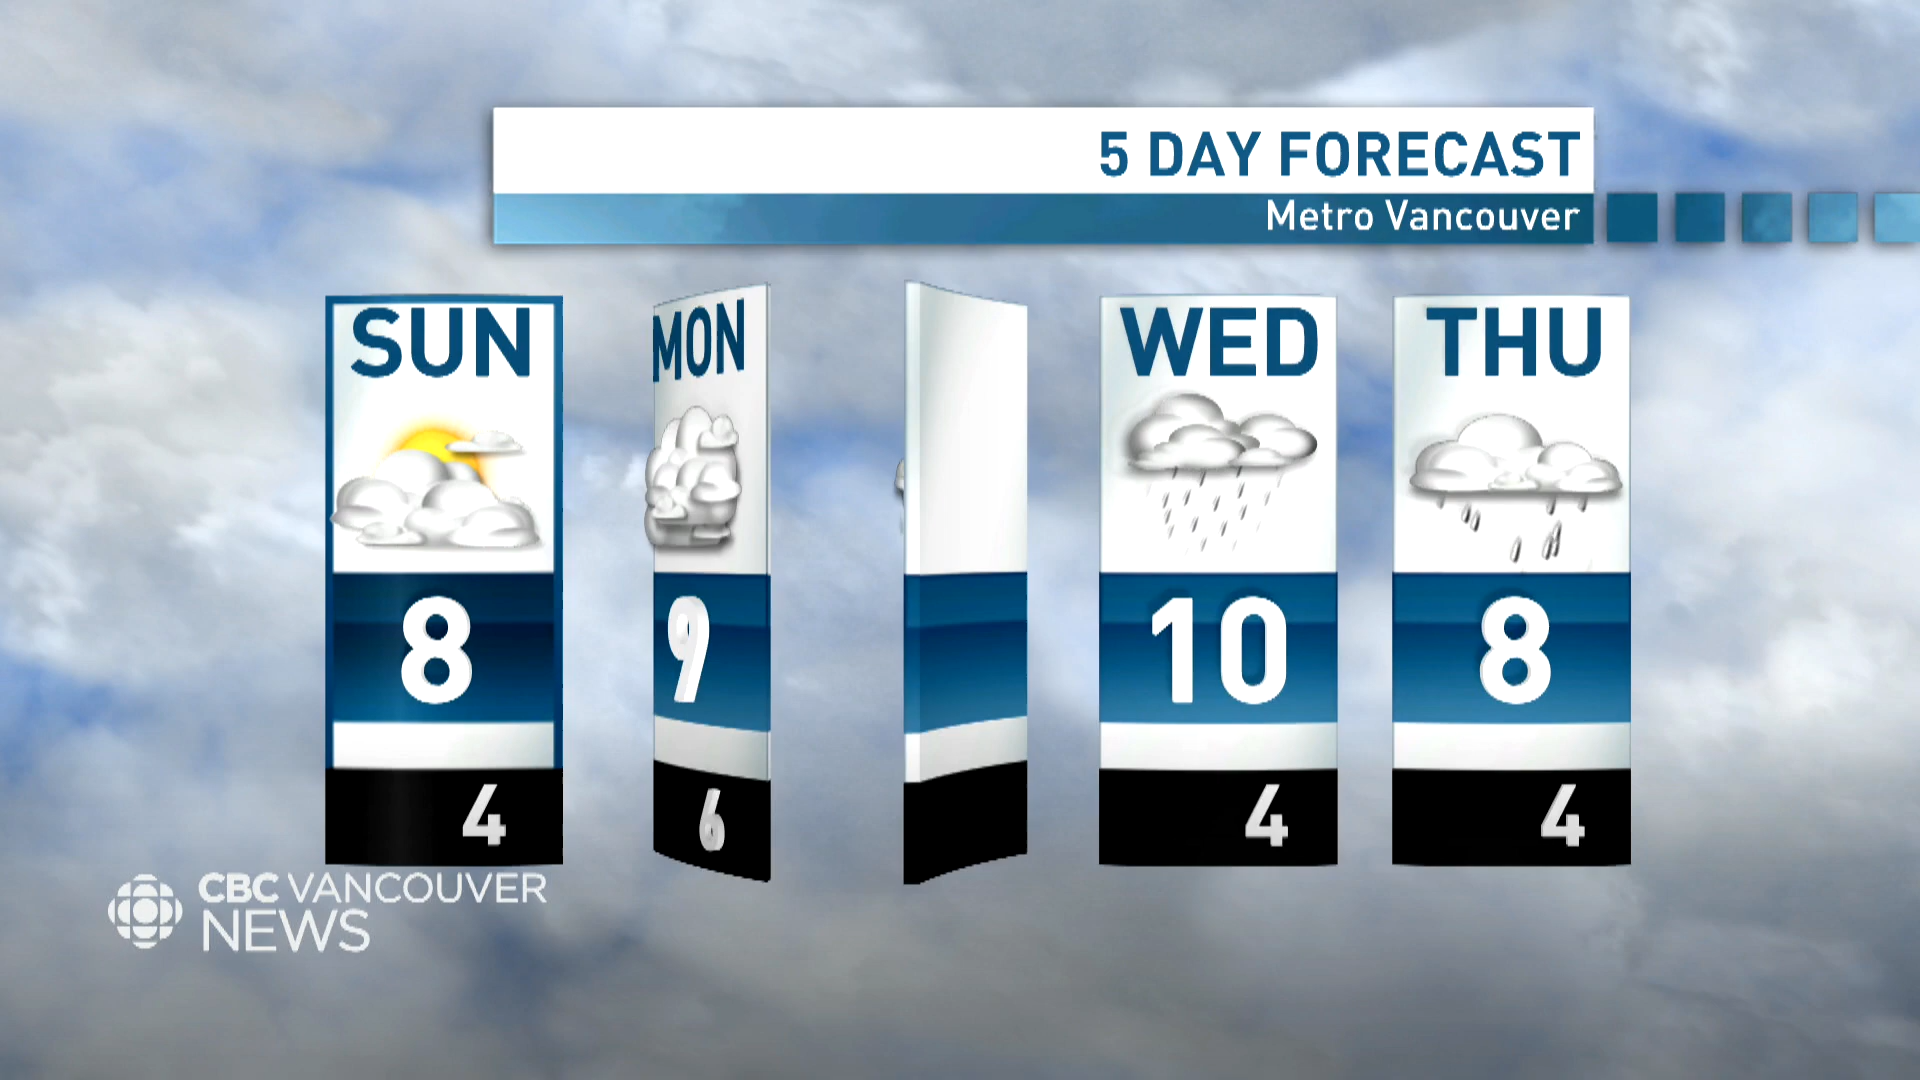 5 DAY FORECAST
Metro Vancouver
SUN
MON
WED
THU
8
9
10
8
4
6
4
4
CBC VANCOUVER
NEWS